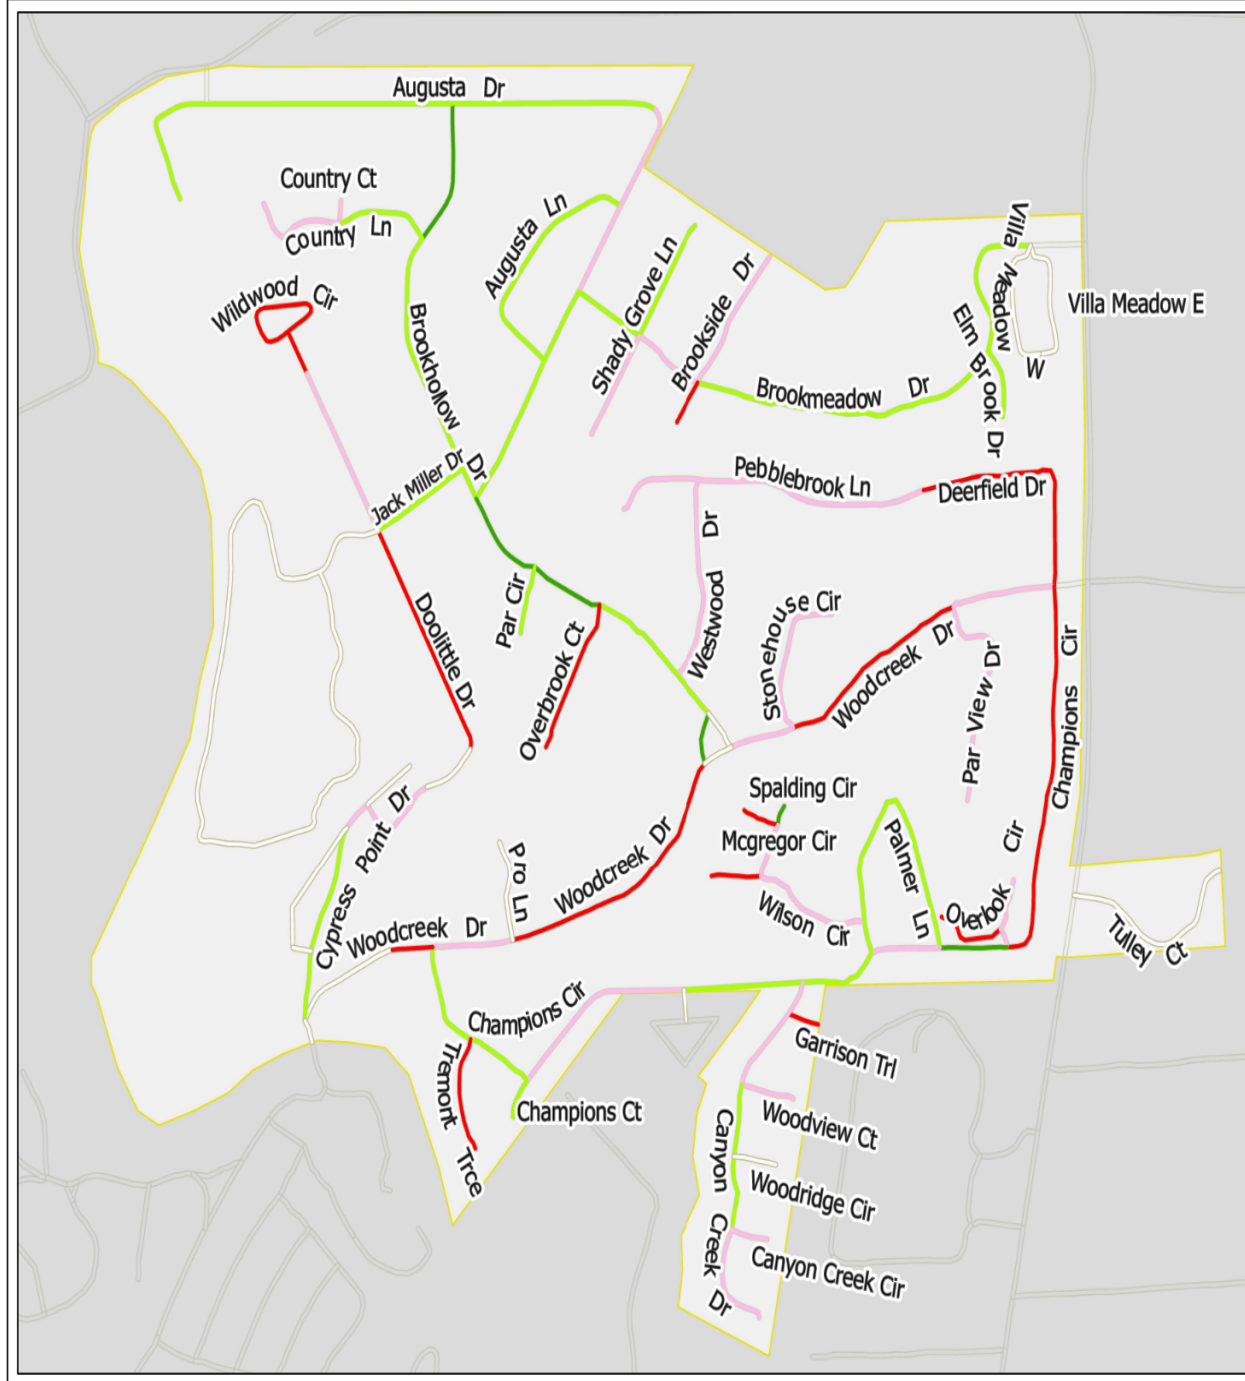 Augusta Dr
Country Ct
Country Ln
Augusta Ln
Wildwood Cir
Shady Grove Ln
Brookside Dr
Villa Meadow W
Villa Meadow E
Elm Brook Dr
Brookhollow Dr
Brookmeadow Dr
Jack Miller Dr
Pebblebrook Ln
Deerfield Dr
Westwood Dr
Par Cir
Doolittle Dr
Overbrook Ct
Stonehouse Cir
Woodcreek Dr
Par View Dr
Champions Cir
Spalding Cir
Mcgregor Cir
Cypress Point Dr
Pro Ln
Woodcreek Dr
Palmer Ln
Wilson Cir
Overlook Cir
Woodcreek Dr
Tulley Ct
Champions Cir
Tremont Trce
Champions Ct
Garrison Trl
Woodview Ct
Canyon Creek Dr
Woodridge Cir
Canyon Creek Cir